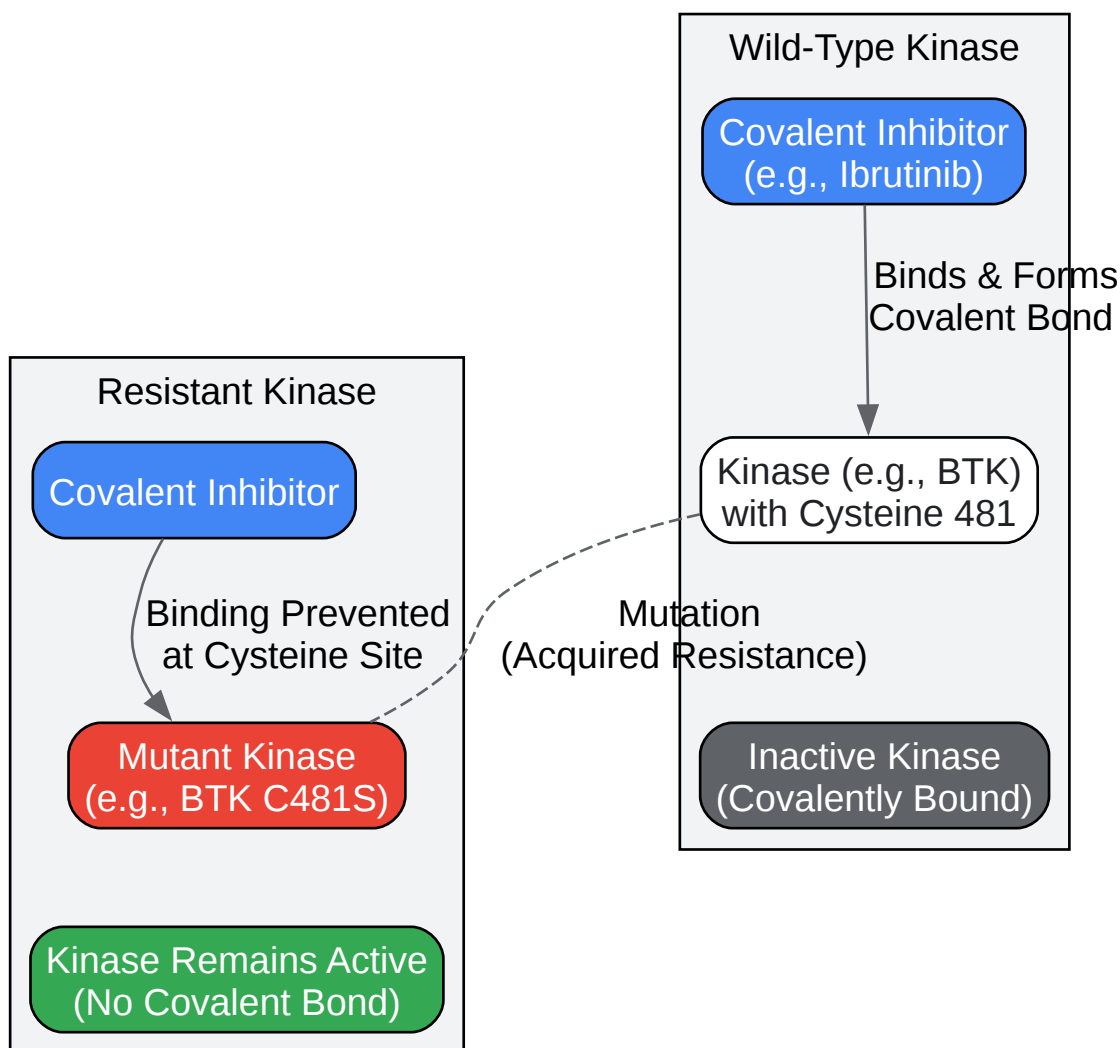 Wild-Type Kinase
Covalent Inhibitor
(e.g., Ibrutinib)
Binds & Forms
Covalent Bond
Kinase (e.g., BTK)
with Cysteine 481
Inactive Kinase
(Covalently Bound)
Mutation
(Acquired Resistance)
Resistant Kinase
Covalent Inhibitor
Binding Prevented
at Cysteine Site
Mutant Kinase
(e.g., BTK C481S)
Kinase Remains Active
(No Covalent Bond)